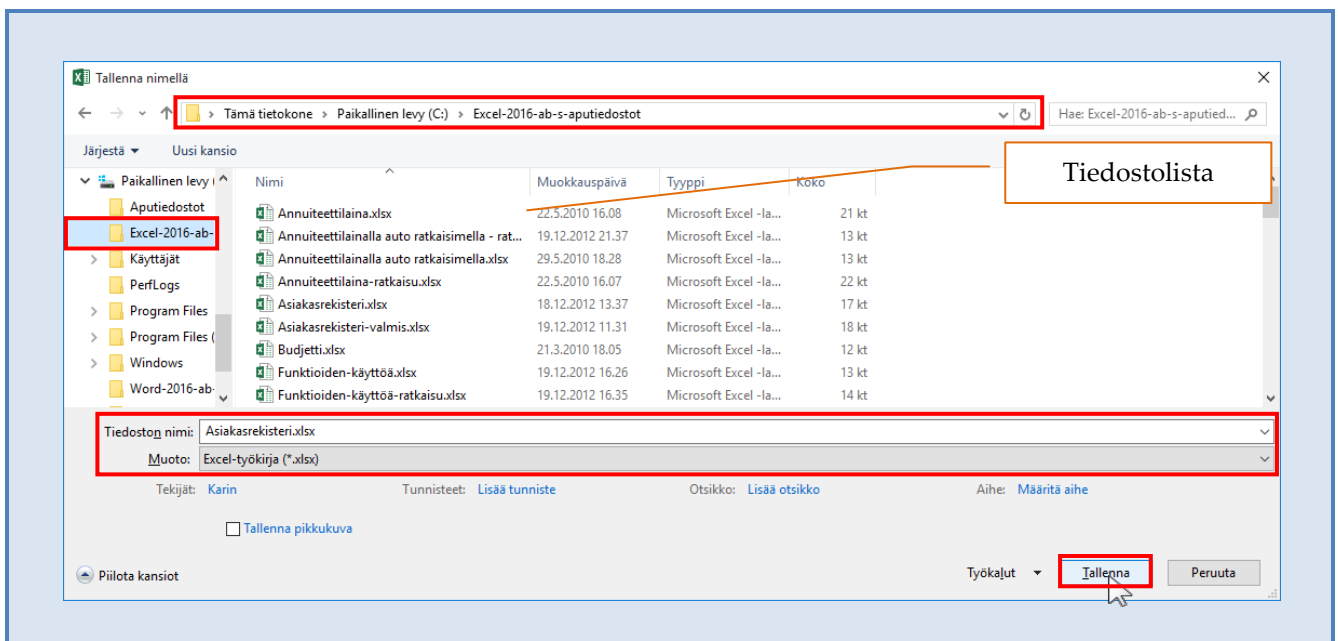 Tallenna nimellä
Tämä tietokone > Paikallinen levy (C:) > Excel-2016-ab-s-aputiedostot
Hae: Excel-2016-ab-s-aputied...
Järjestä Uusi kansio
Tiedostolista
Paikallinen levy (
Aputiedostot
Excel-2016-ab-
Käyttäjät
PerfLogs
Program Files
Program Files (
Windows
Word-2016-ab-
Nimi Muokkauspäivä Tyyppi Koko
Annuiteettilaina.xlsx 22.5.2010 16.08 Microsoft Excel -la... 21 kt
Annuiteettilainalla auto ratkaisimella - rat... 19.12.2012 21.37 Microsoft Excel -la... 13 kt
Annuiteettilainalla auto ratkaisimella.xlsx 29.5.2010 18.28 Microsoft Excel -la... 13 kt
Annuiteettilaina-ratkaisu.xlsx 22.5.2010 16.07 Microsoft Excel -la... 22 kt
Asiakasrekisteri.xlsx 18.12.2012 13.37 Microsoft Excel -la... 17 kt
Asiakasrekisteri-valmis.xlsx 19.12.2012 11.31 Microsoft Excel -la... 18 kt
Budjetti.xlsx 21.3.2010 18.05 Microsoft Excel -la... 12 kt
Funktioiden-käyttöä.xlsx 19.12.2012 16.26 Microsoft Excel -la... 13 kt
Funktioiden-käyttöä-ratkaisu.xlsx 19.12.2012 16.35 Microsoft Excel -la... 14 kt
Tiedoston nimi: Asiakasrekisteri.xlsx
Muoto: Excel-työkirja (*.xlsx)
Tekijät: Karin Tunnisteet: Lisää tunniste Otsikko: Lisää otsikko Aihe: Määritä aihe
Tallenna pikkukuva
Piilota kansiot Työkalut Tallenna Peruuta